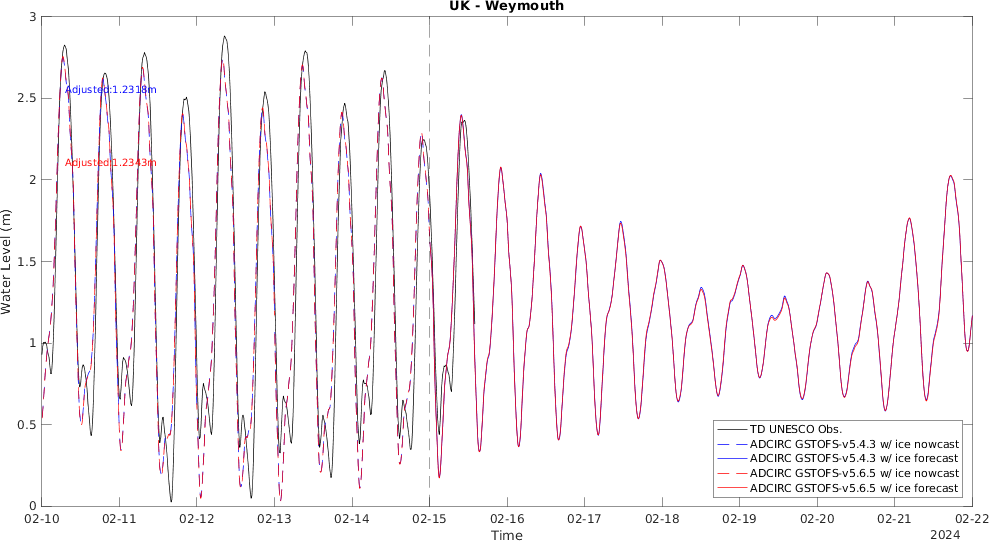 UK - Weymouth
3
2.5
2
1.5
1
0.5
0
Water Level (m)
Adjusted:1.2318m
Adjusted:1.2343m
TD UNESCO Obs.
ADCIRC GSTOFS-v5.4.3 w/ ice nowcast
ADCIRC GSTOFS-v5.4.3 w/ ice forecast
ADCIRC GSTOFS-v5.6.5 w/ ice nowcast
ADCIRC GSTOFS-v5.6.5 w/ ice forecast
02-10 02-11 02-12 02-13 02-14 02-15 02-16 02-17 02-18 02-19 02-20 02-21 02-22
Time
2024